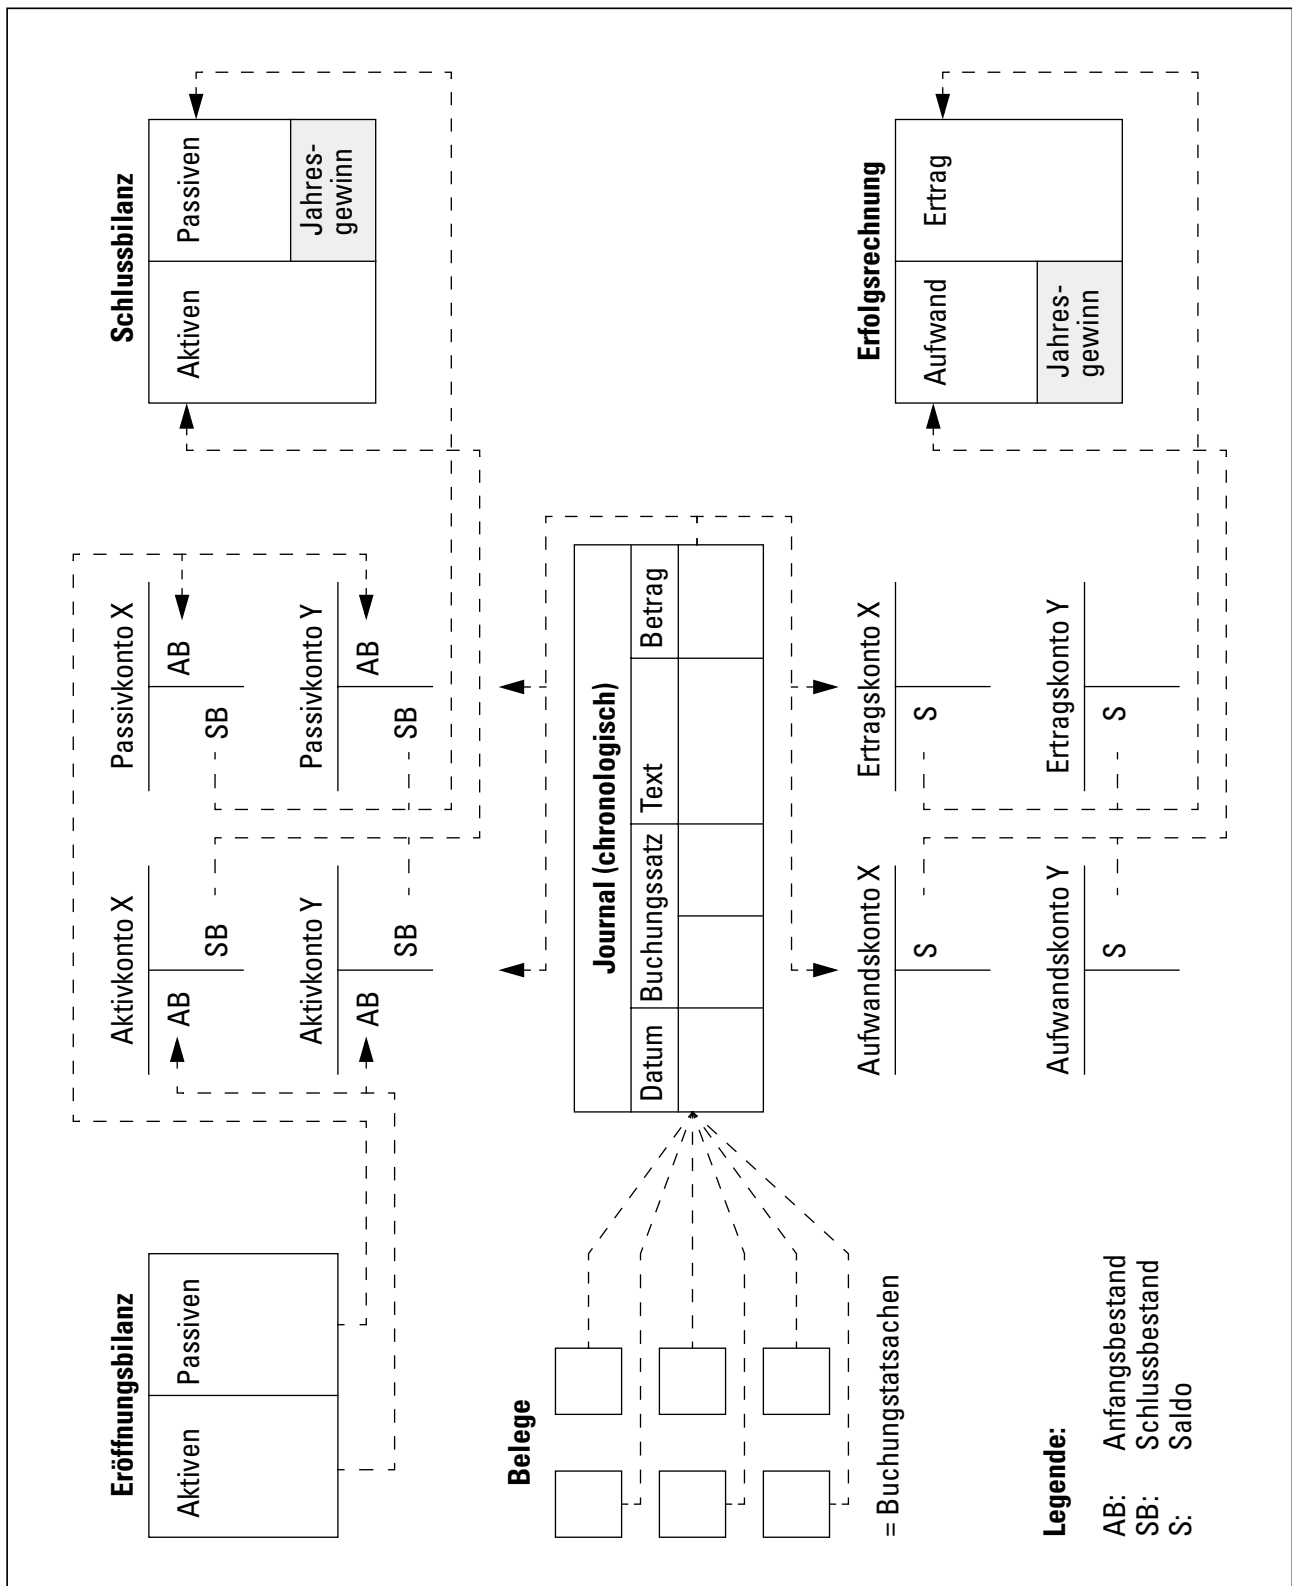 Eröffnungsbilanz
Aktiven
Passiven
Aktivkonto X
AB
SB
Aktivkonto Y
AB
SB
Passivkonto X
SB
AB
Passivkonto Y
SB
AB
Schlussbilanz
Aktiven
Passiven
Jahres-
gewinn
Belege
= Buchungstatsachen
Journal (chronologisch)
Datum
Buchungssatz
Text
Betrag
Aufwandskonto X
S
Aufwandskonto Y
S
Ertragskonto X
S
Ertragskonto Y
S
Erfolgsrechnung
Aufwand
Ertrag
Jahres-
gewinn
Legende:
AB: Anfangsbestand
SB: Schlussbestand
S: Saldo